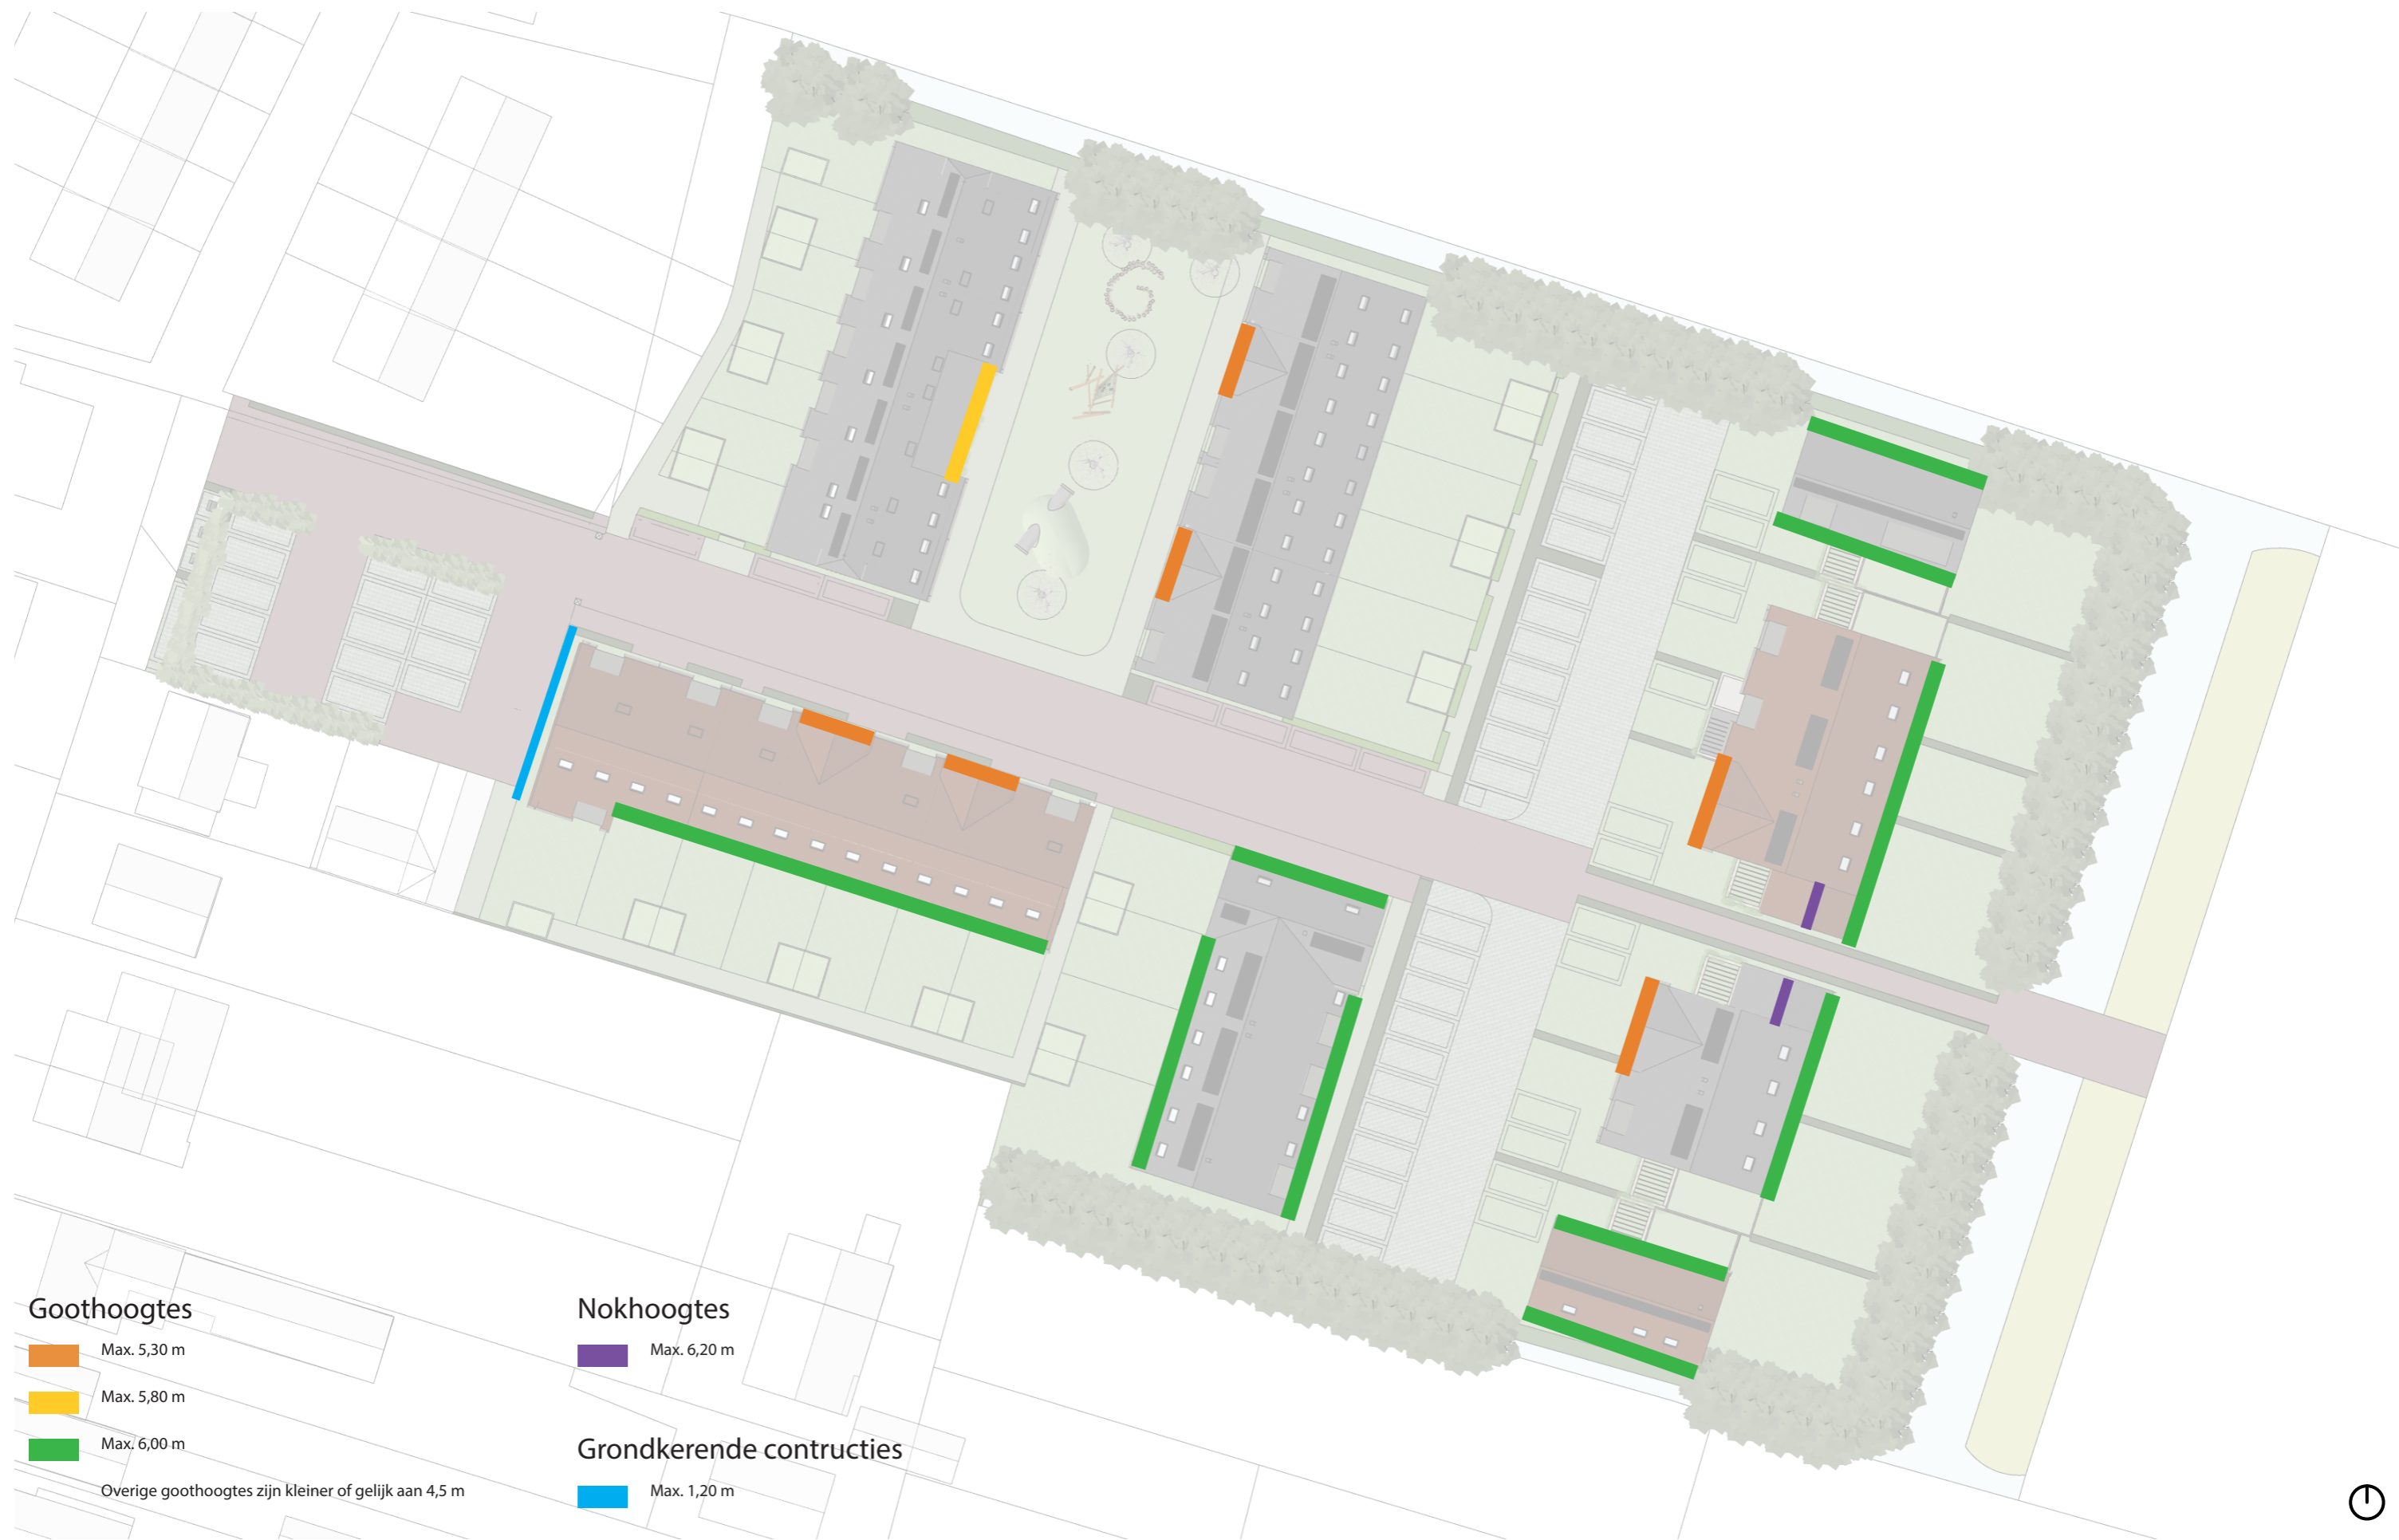 Goothoogtes
Max. 5,30 m
Max. 5,80 m
Max. 6,00 m
Overige goothoogtes zijn kleiner of gelijk aan 4,5 m
Nokhoogtes
Max. 6,20 m
Grondkerende contructies
Max. 1,20 m